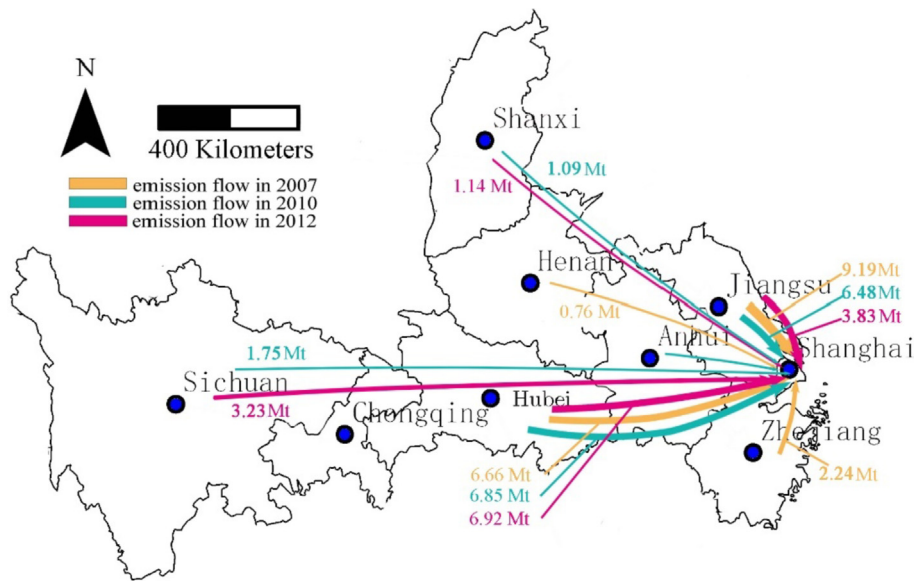 N
400 Kilometers
emission flow in 2007
emission flow in 2010
emission flow in 2012
Shanxi
1.09 Mt
1.14 Mt
Henan
0.76 Mt
Jiangsu
9.19 Mt
6.48 Mt
3.83 Mt
Anhui
Shanghai
1.75 Mt
Sichuan
3.23 Mt
Chongqing
Hubei
Zhejiang
6.66 Mt
6.85 Mt
6.92 Mt
2.24 Mt